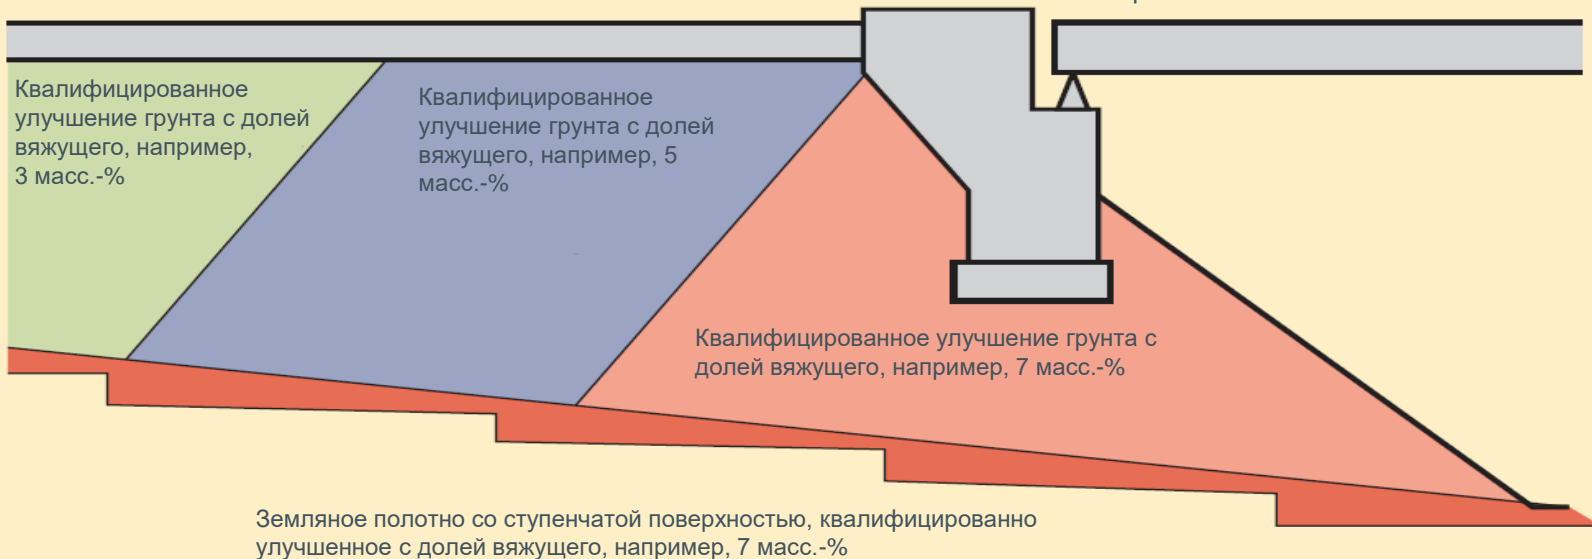 Квалифицированное
улучшение грунта с долей
вяжущего, например,
3 масс.-%
Квалифицированное
улучшение грунта с долей
вяжущего, например, 5
масс.-%
Квалифицированное улучшение грунта с
долей вяжущего, например, 7 масс.-%
Земляное полотно со ступенчатой поверхностью, квалифицированно
улучшенное с долей вяжущего, например, 7 масс.-%